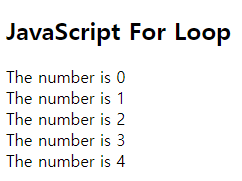 JavaScript For Loop
The number is 0
The number is 1
The number is 2
The number is 3
The number is 4